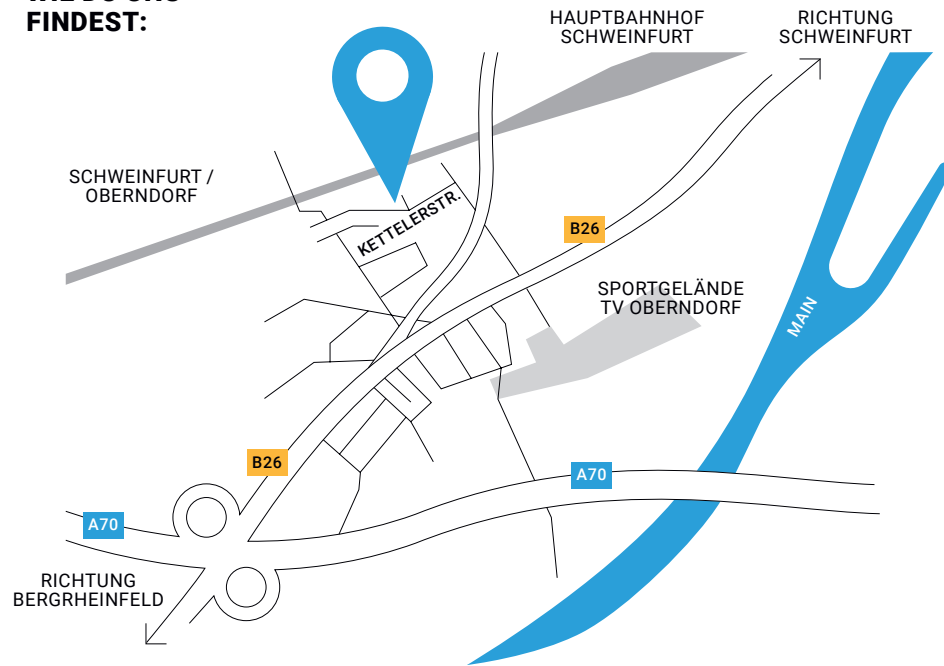 FINDEST:
HAUPTBAHNHOF
SCHWEINFURT
RICHTUNG
SCHWEINFURT
SCHWEINFURT /
OBERNDORF
KETTELERSTR.
B26
SPORTGELÄNDE
TV OBERNDORF
MAIN
B26
A70
A70
RICHTUNG
BERGRHEINFELD